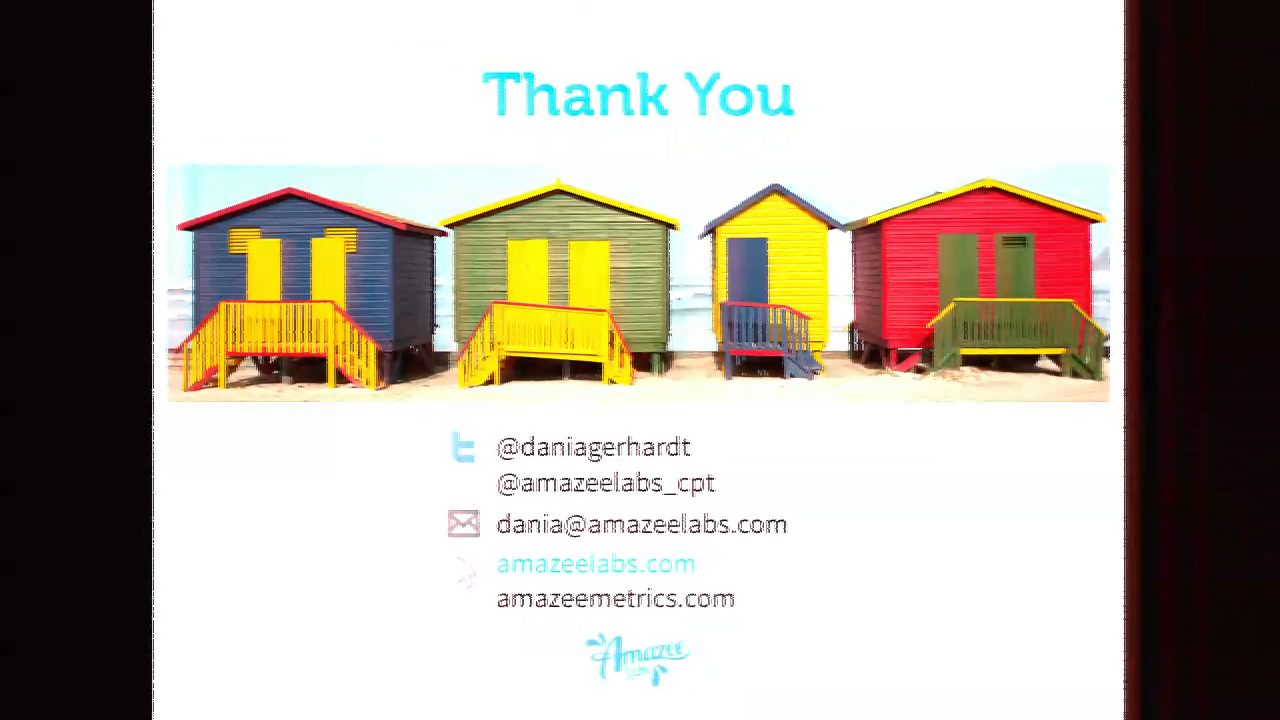 Thank You
@daniagerhardt
@amazeelabs_cpt
dania@amazeelabs.com
amazeelabs.com
amazeemetrics.com
Amazee